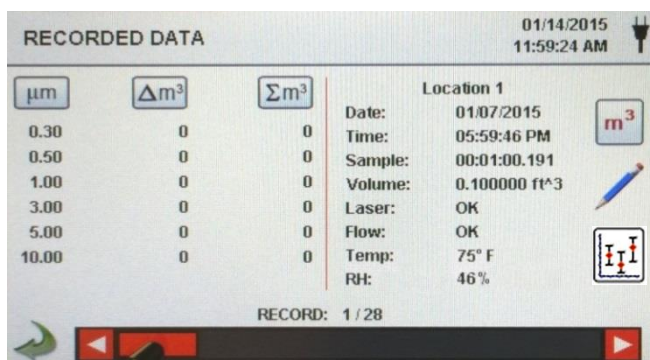 RECORDED DATA
01/14/2015
11:59:24 AM
µm Δm³ Σm³
0.30 0 0
0.50 0 0
1.00 0 0
3.00 0 0
5.00 0 0
10.00 0 0
Location 1
Date: 01/07/2015
Time: 05:59:46 PM
Sample: 00:01:00.191
Volume: 0.100000 ft^3
Laser: OK
Flow: OK
Temp: 75° F
RH: 46%
m³
RECORD: 1/28